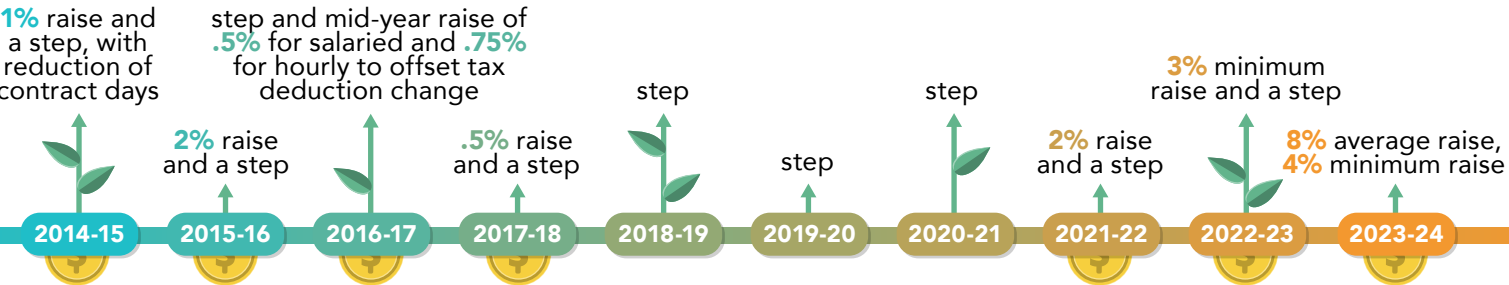 1% raise and
a step, with
reduction of
contract days
2014-15
2% raise
and a step
2015-16
step and mid-year raise of
.5% for salaried and .75%
for hourly to offset tax
deduction change
2016-17
.5% raise
and a step
2017-18
step
2018-19
step
2019-20
step
2020-21
2% raise
and a step
2021-22
3% minimum
raise and a step
2022-23
8% average raise,
4% minimum raise
2023-24
$
$
$
$
$
$